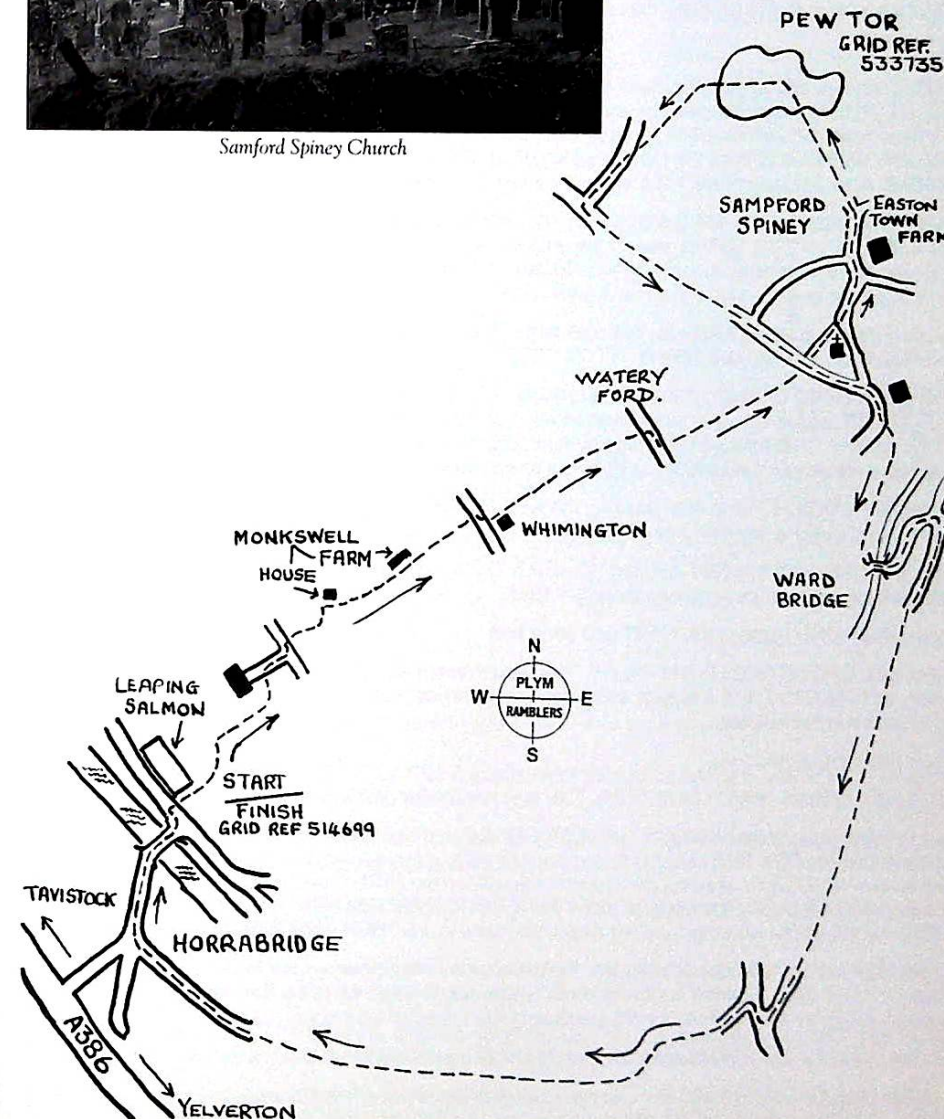 PEW TOR
GRID REF.
533735
Samford Spiney Church
SAMPFORD
SPINEY
EASTON
TOWN
FARM
WATERY
FORD.
WHIMINGTON
MONKSWELL
FARM
HOUSE
WARD
BRIDGE
N
W
PLYM
RAMBLERS
E
S
LEAPING
SALMON
START
FINISH
GRID REF 514699
TAVISTOCK
HORRABRIDGE
A386
YELVERTON